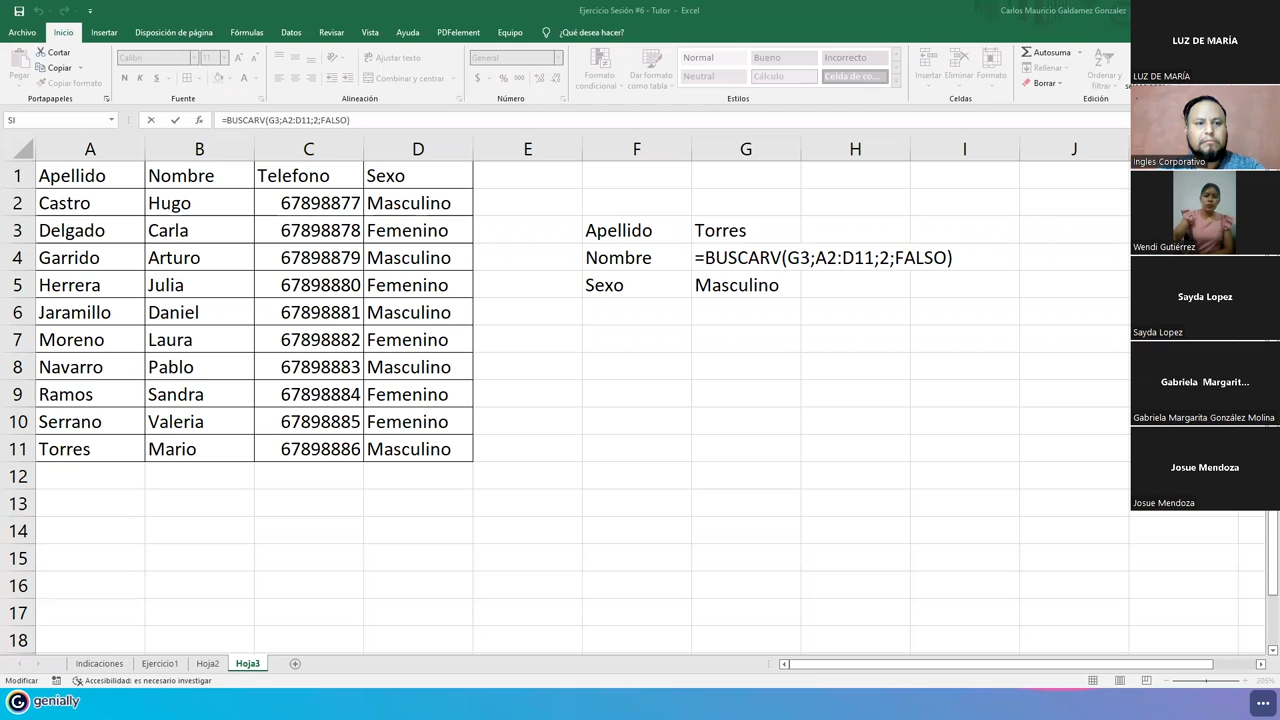 Ejercicio Sesión #6 - Tutor - Excel
Carlos Mauricio Galdamez Gonzalez
Archivo Inicio Insertar Disposición de página Fórmulas Datos Revisar Vista Ayuda PDFelement Equipo ¿Qué desea hacer?
Pegar
Cortar
Copiar
Copiar formato
Portapapeles
Calibri 11
N K S
Fuente
Ajustar texto
Combinar y centrar
Alineación
General
$ % 000
Número
Formato condicional
Dar formato como tabla
Normal Bueno Incorrecto
Neutral Cálculo Celda de co...
Estilos
Insertar Eliminar Formato
Celdas
Autosuma
Rellenar
Borrar
Ordenar y filtrar
Edición
SI =BUSCARV(G3;A2:D11;2;FALSO)
A B C D E F G H I J
1 Apellido Nombre Telefono Sexo
2 Castro Hugo 67898877 Masculino
3 Delgado Carla 67898878 Femenino Apellido Torres
4 Garrido Arturo 67898879 Masculino Nombre =BUSCARV(G3;A2:D11;2;FALSO)
5 Herrera Julia 67898880 Femenino Sexo Masculino
6 Jaramillo Daniel 67898881 Masculino
7 Moreno Laura 67898882 Femenino
8 Navarro Pablo 67898883 Masculino
9 Ramos Sandra 67898884 Femenino
10 Serrano Valeria 67898885 Femenino
11 Torres Mario 67898886 Masculino
12
13
14
15
16
17
18
Indicaciones Ejercicio1 Hoja2 Hoja3
Modificar Accesibilidad: es necesario investigar 205%
genially
LUZ DE MARÍA
LUZ DE MARÍA
Ingles Corporativo
Wendi Gutiérrez
Sayda Lopez
Sayda Lopez
Gabriela Margarit...
Gabriela Margarita González Molina
Josue Mendoza
Josue Mendoza